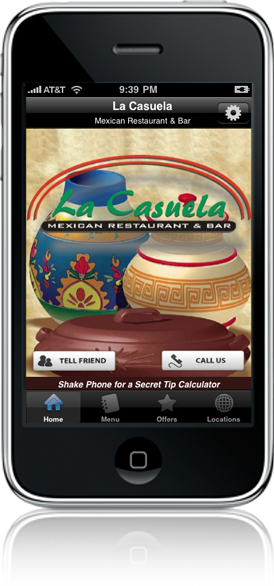 AT&T 9:39 PM
La Casuela
Mexican Restaurant & Bar
La Casuela
MEXICAN RESTAURANT & BAR
TELL FRIEND CALL US
Shake Phone for a Secret Tip Calculator
Home Menu Offers Locations